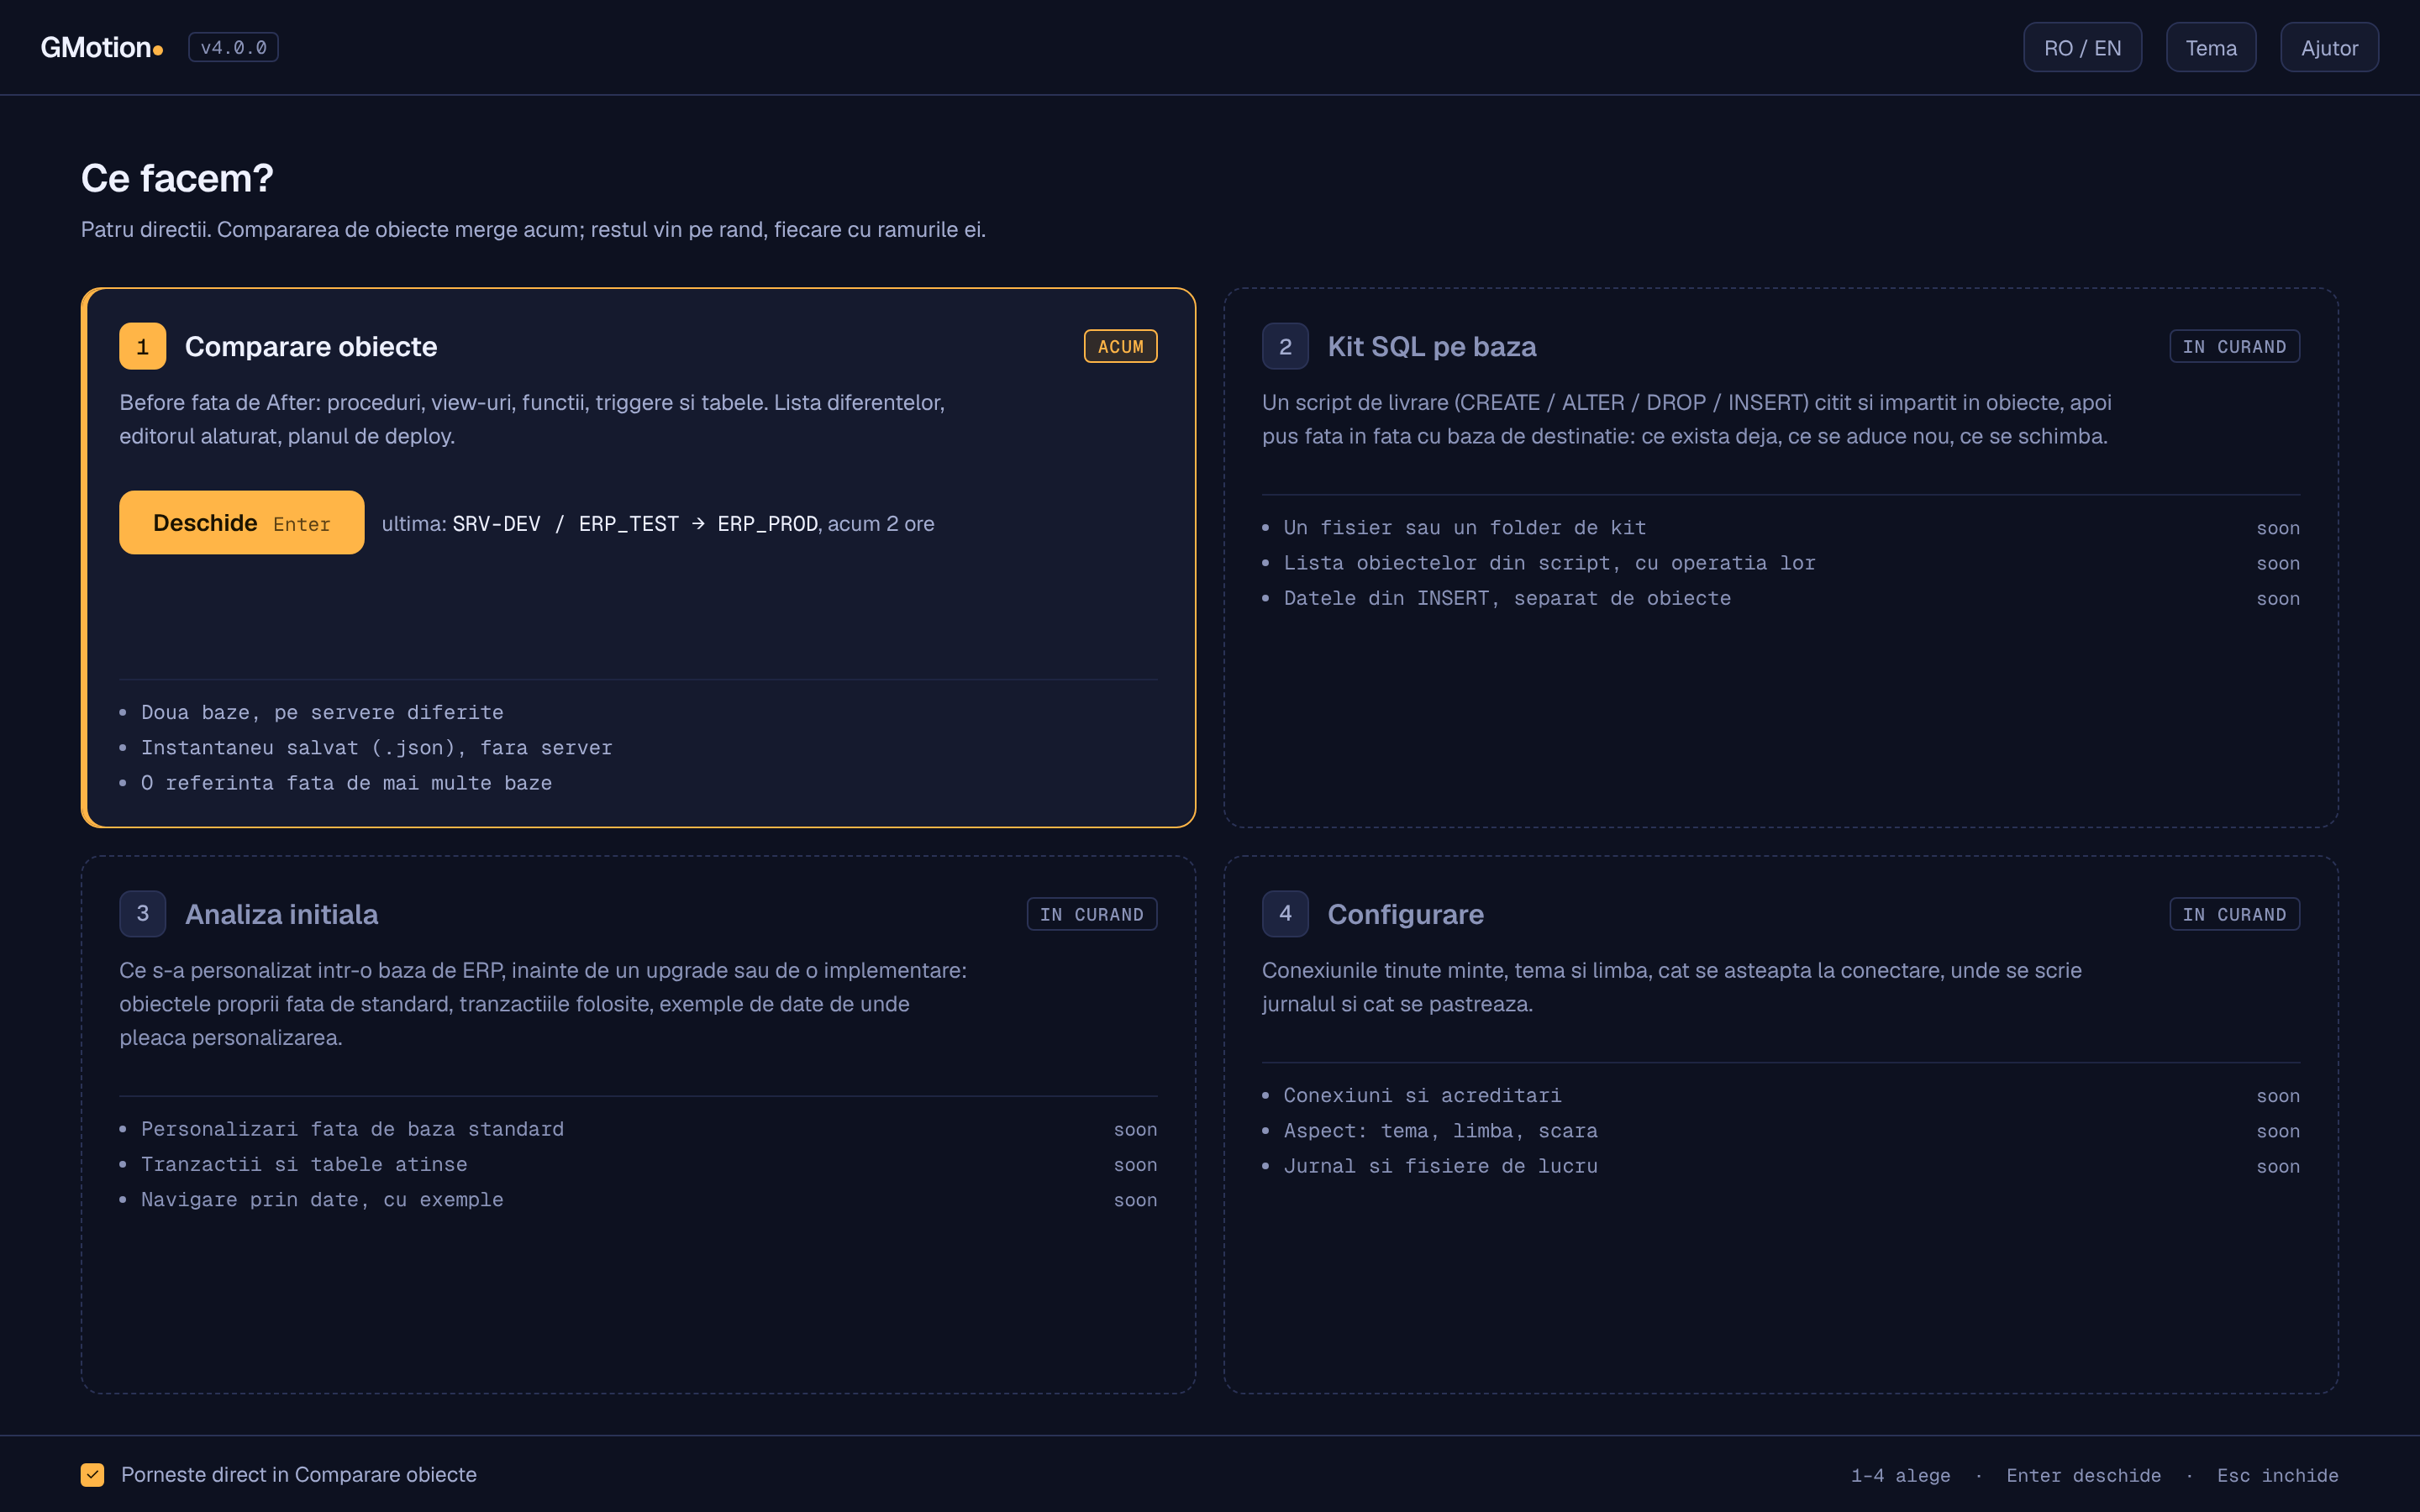 GMotion
v4.0.0
RO / EN
Tema
Ajutor
Ce facem?
Patru directii. Compararea de obiecte merge acum; restul vin pe rand, fiecare cu ramurile ei.
1
Comparare obiecte
ACUM
Before fata de After: proceduri, view-uri, functii, triggere si tabele. Lista diferentelor,
editorul alaturat, planul de deploy.
Deschide Enter
ultima: SRV-DEV / ERP_TEST → ERP_PROD, acum 2 ore
• Doua baze, pe servere diferite
• Instantaneu salvat (.json), fara server
• O referinta fata de mai multe baze
2
Kit SQL pe baza
IN CURAND
Un script de livrare (CREATE / ALTER / DROP / INSERT) citit si impartit in obiecte, apoi
pus fata in fata cu baza de destinatie: ce exista deja, ce se aduce nou, ce se schimba.
• Un fisier sau un folder de kit soon
• Lista obiectelor din script, cu operatia lor soon
• Datele din INSERT, separat de obiecte soon
3
Analiza initiala
IN CURAND
Ce s-a personalizat intr-o baza de ERP, inainte de un upgrade sau de o implementare:
obiectele proprii fata de standard, tranzactiile folosite, exemple de date de unde
pleaca personalizarea.
• Personalizari fata de baza standard soon
• Tranzactii si tabele atinse soon
• Navigare prin date, cu exemple soon
4
Configurare
IN CURAND
Conexiunile tinute minte, tema si limba, cat se asteapta la conectare, unde se scrie
jurnalul si cat se pastreaza.
• Conexiuni si acreditari soon
• Aspect: tema, limba, scara soon
• Jurnal si fisiere de lucru soon
Porneste direct in Comparare obiecte
1-4 alege · Enter deschide · Esc inchide